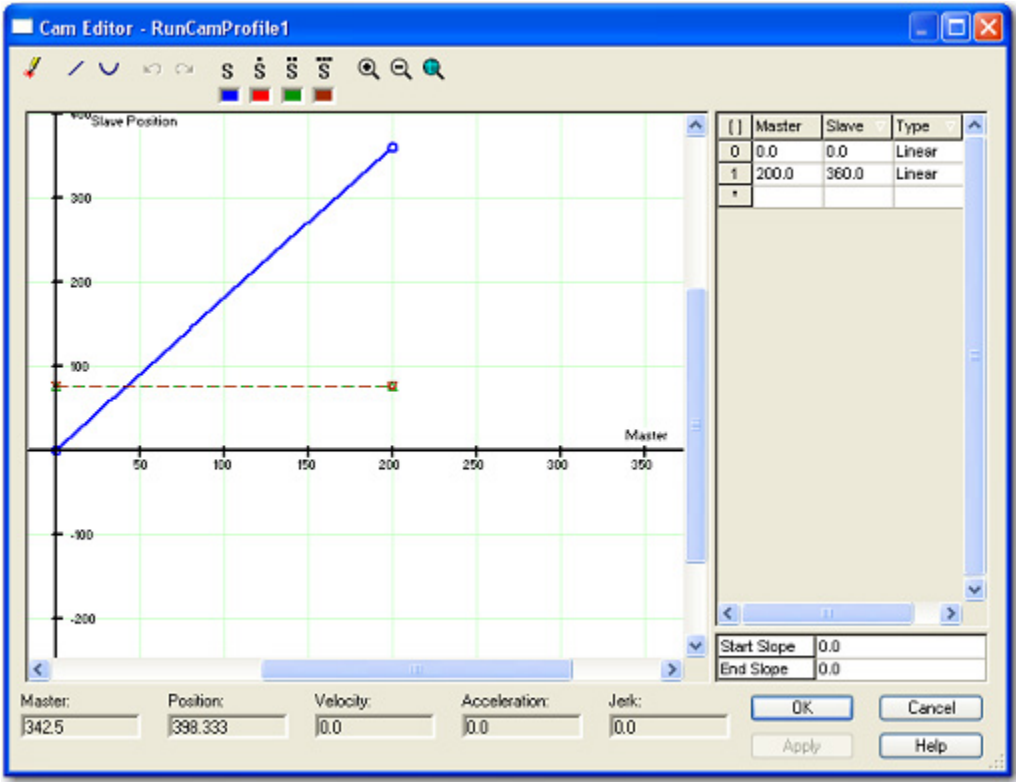 Cam Editor - RunCamProfile1
S Ṡ S̈ S⃛
400
Slave Position
300
200
100
Master
50 100 150 200 250 300 350
-100
-200
[ ] Master Slave Type
0 0.0 0.0 Linear
1 200.0 360.0 Linear
*
Start Slope 0.0
End Slope 0.0
Master: Position: Velocity: Acceleration: Jerk:
342.5 398.333 0.0 0.0 0.0
OK Cancel
Apply Help